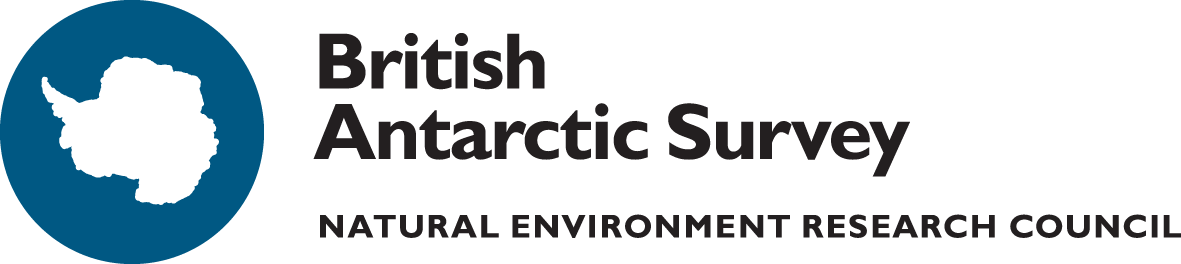 British
Antarctic Survey
NATURAL ENVIRONMENT RESEARCH COUNCIL